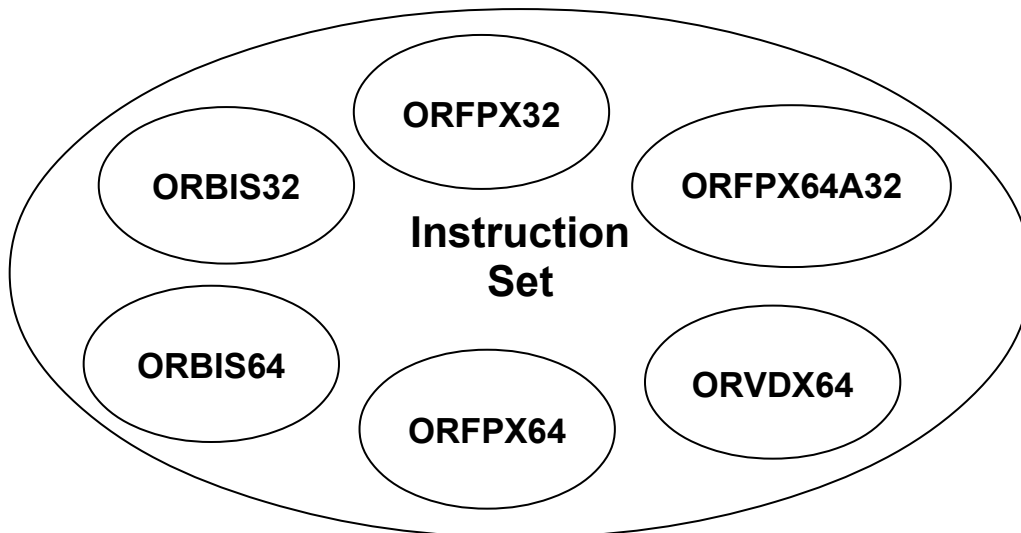 ORFPX32
ORBIS32
ORFPX64A32
Instruction
Set
ORBIS64
ORVDX64
ORFPX64